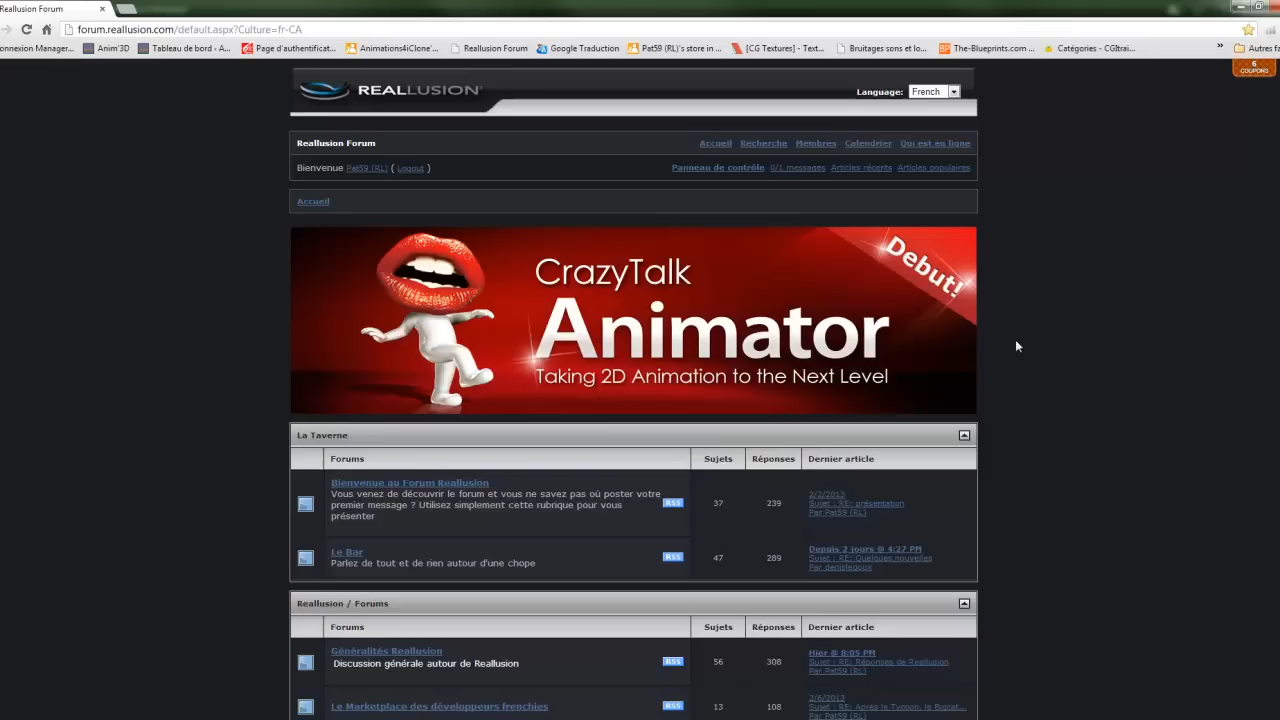 Reallusion Forum
forum.reallusion.com/default.aspx?Culture=fr-CA
onnexion Manager... Anim'3D Tableau de bord - A... Page d'authentificat... Animations4iClone'... Reallusion Forum Google Traduction Pat59 (RL)'s store in ... [CG Textures] - Text... Bruitages sons et lo... The-Blueprints.com ... Catégories - CGItrai... » Autres fa
6
COUPONS
REALLUSION
Language: French
Reallusion Forum Accueil Recherche Membres Calendrier Qui est en ligne
Bienvenue Pat59 (RL) ( Logout ) Panneau de contrôle 0/1 messages Articles récents Articles populaires
Accueil
Debut!
CrazyTalk
Animator
Taking 2D Animation to the Next Level
La Taverne
Forums Sujets Réponses Dernier article
Bienvenue au Forum Reallusion
Vous venez de découvrir le forum et vous ne savez pas où poster votre
premier message ? Utilisez simplement cette rubrique pour vous
présenter
RSS
37
239
2/2/2013
Sujet : RE: présentation
Par Pat59 (RL)
Le Bar
Parlez de tout et de rien autour d'une chope
RSS
47
289
Depuis 2 jours @ 4:27 PM
Sujet : RE: Quelques nouvelles
Par denislegoux
Reallusion / Forums
Forums Sujets Réponses Dernier article
Généralités Reallusion
Discussion générale autour de Reallusion
RSS
56
308
Hier @ 8:05 PM
Sujet : RE: Réponses de Reallusion
Par Pat59 (RL)
Le Marketplace des développeurs frenchies
RSS
13
108
2/6/2013
Sujet : RE: Après le Tycoon, le Bigcat...
Par Pat59 (RL)